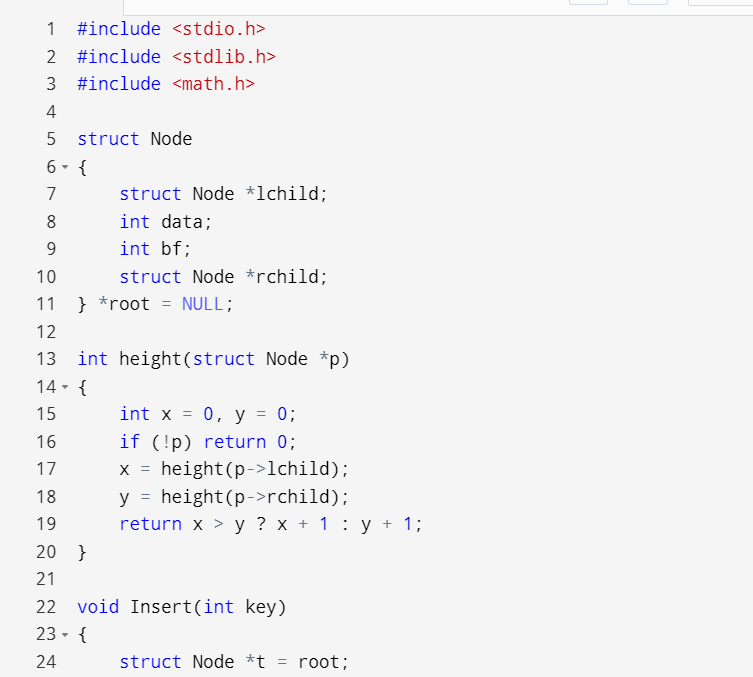 1 #include <stdio.h>
2 #include <stdlib.h>
3 #include <math.h>
4
5 struct Node
6 {
7     struct Node *lchild;
8     int data;
9     int bf;
10     struct Node *rchild;
11 } *root = NULL;
12
13 int height(struct Node *p)
14 {
15     int x = 0, y = 0;
16     if (!p) return 0;
17     x = height(p->lchild);
18     y = height(p->rchild);
19     return x > y ? x + 1 : y + 1;
20 }
21
22 void Insert(int key)
23 {
24     struct Node *t = root;